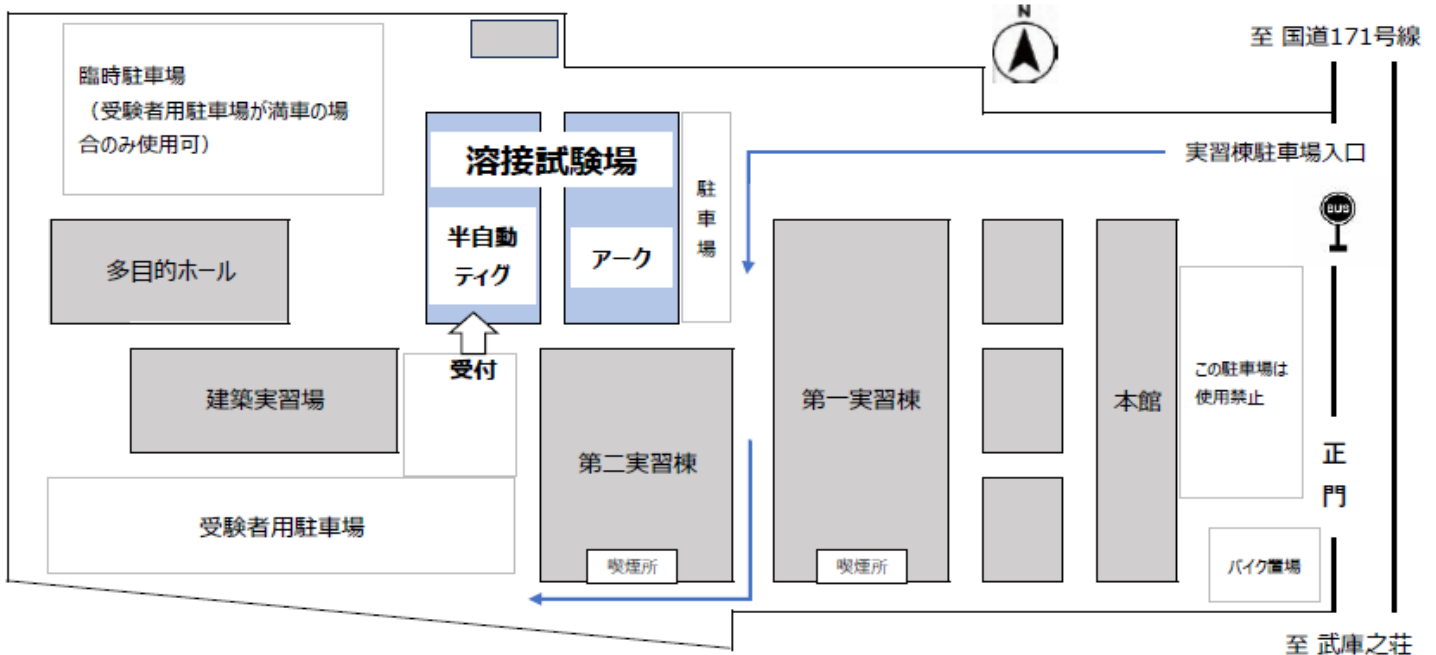 N
至 国道171号線
臨時駐車場
（受験者用駐車場が満車の場
合のみ使用可）
溶接試験場
実習棟駐車場入口
駐車場
BUS
半自動
ティグ
アーク
多目的ホール
受付
この駐車場は
使用禁止
建築実習場
第一実習棟
本館
第二実習棟
正門
受験者用駐車場
喫煙所
喫煙所
バイク置場
至 武庫之荘